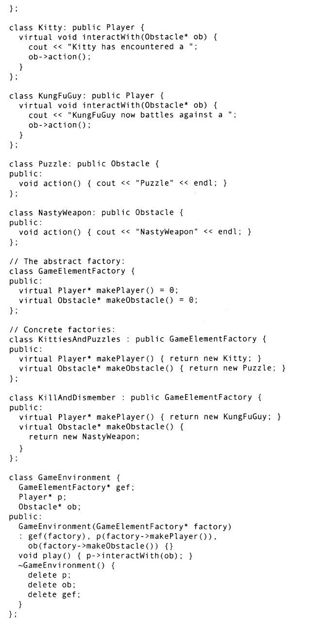 };
class Kitty: public Player {
virtual void interactWith(Obstacle* ob) {
cout << "Kitty has encountered a ";
ob->action();
}
};
class KungFuGuy: public Player {
virtual void interactWith(Obstacle* ob) {
cout << "KungFuGuy now battles against a ";
ob->action();
}
};
class Puzzle: public Obstacle {
public:
void action() { cout << "Puzzle" << endl; }
};
class NastyWeapon: public Obstacle {
public:
void action() { cout << "NastyWeapon" << endl; }
};
// The abstract factory:
class GameElementFactory {
public:
virtual Player* makePlayer() = 0;
virtual Obstacle* makeObstacle() = 0;
};
// Concrete factories:
class KittiesAndPuzzles : public GameElementFactory {
public:
virtual Player* makePlayer() { return new Kitty; }
virtual Obstacle* makeObstacle() { return new Puzzle; }
};
class KillAndDismember : public GameElementFactory {
public:
virtual Player* makePlayer() { return new KungFuGuy; }
virtual Obstacle* makeObstacle() {
return new NastyWeapon;
}
};
class GameEnvironment {
GameElementFactory* gef;
Player* p;
Obstacle* ob;
public:
GameEnvironment(GameElementFactory* factory)
: gef(factory), p(factory->makePlayer()),
ob(factory->makeObstacle()) {}
void play() { p->interactWith(ob); }
~GameEnvironment() {
delete p;
delete ob;
delete gef;
}
};